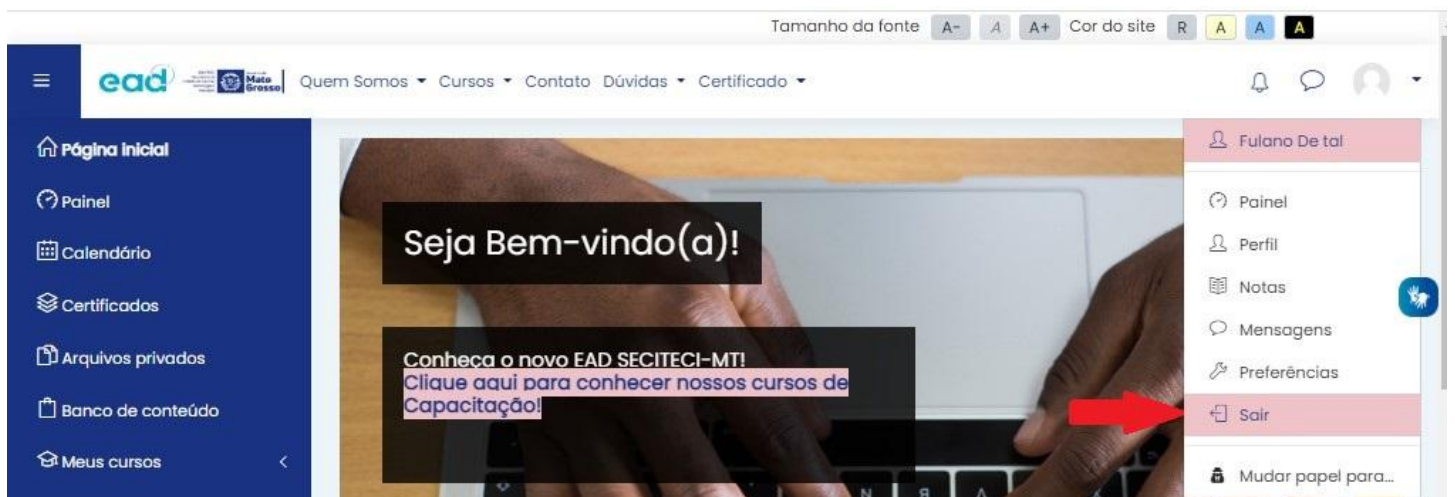 Tamanho da fonte A- A A+ Cor do site R A A A
ead Mato Grosso Quem Somos Cursos Contato Dúvidas Certificado
Página inicial
Painel
Calendário
Certificados
Arquivos privados
Banco de conteúdo
Meus cursos
Seja Bem-vindo(a)!
Conheça o novo EAD SECITECI-MT!
Clique aqui para conhecer nossos cursos de
Capacitação!
Fulano De tal
Painel
Perfil
Notas
Mensagens
Preferências
Sair
Mudar papel para...